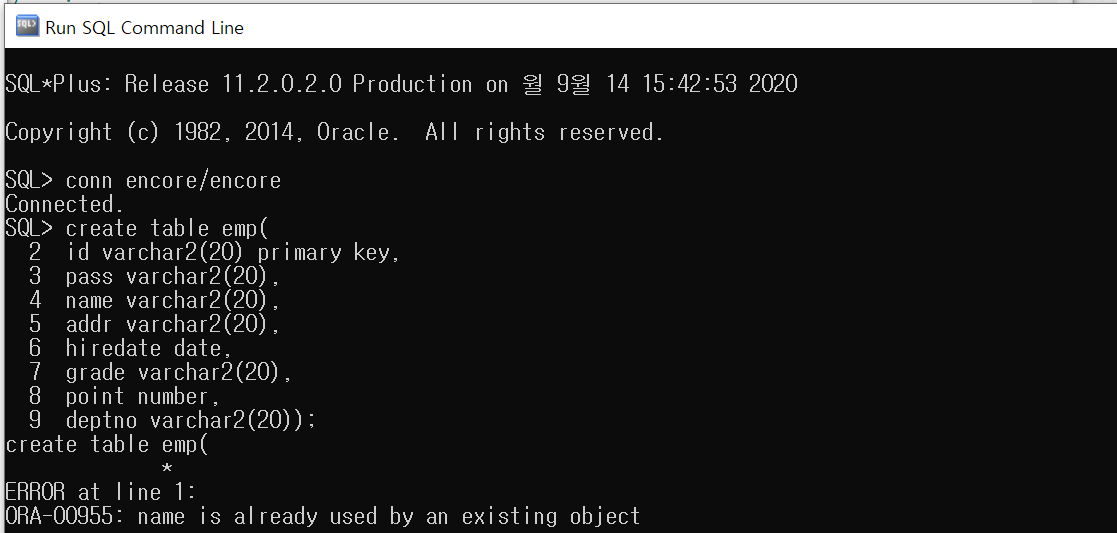 Run SQL Command Line
SQL*Plus: Release 11.2.0.2.0 Production on 월 9월 14 15:42:53 2020
Copyright (c) 1982, 2014, Oracle.  All rights reserved.
SQL> conn encore/encore
Connected.
SQL> create table emp(
  2  id varchar2(20) primary key,
  3  pass varchar2(20),
  4  name varchar2(20),
  5  addr varchar2(20),
  6  hiredate date,
  7  grade varchar2(20),
  8  point number,
  9  deptno varchar2(20));
create table emp(
             *
ERROR at line 1:
ORA-00955: name is already used by an existing object